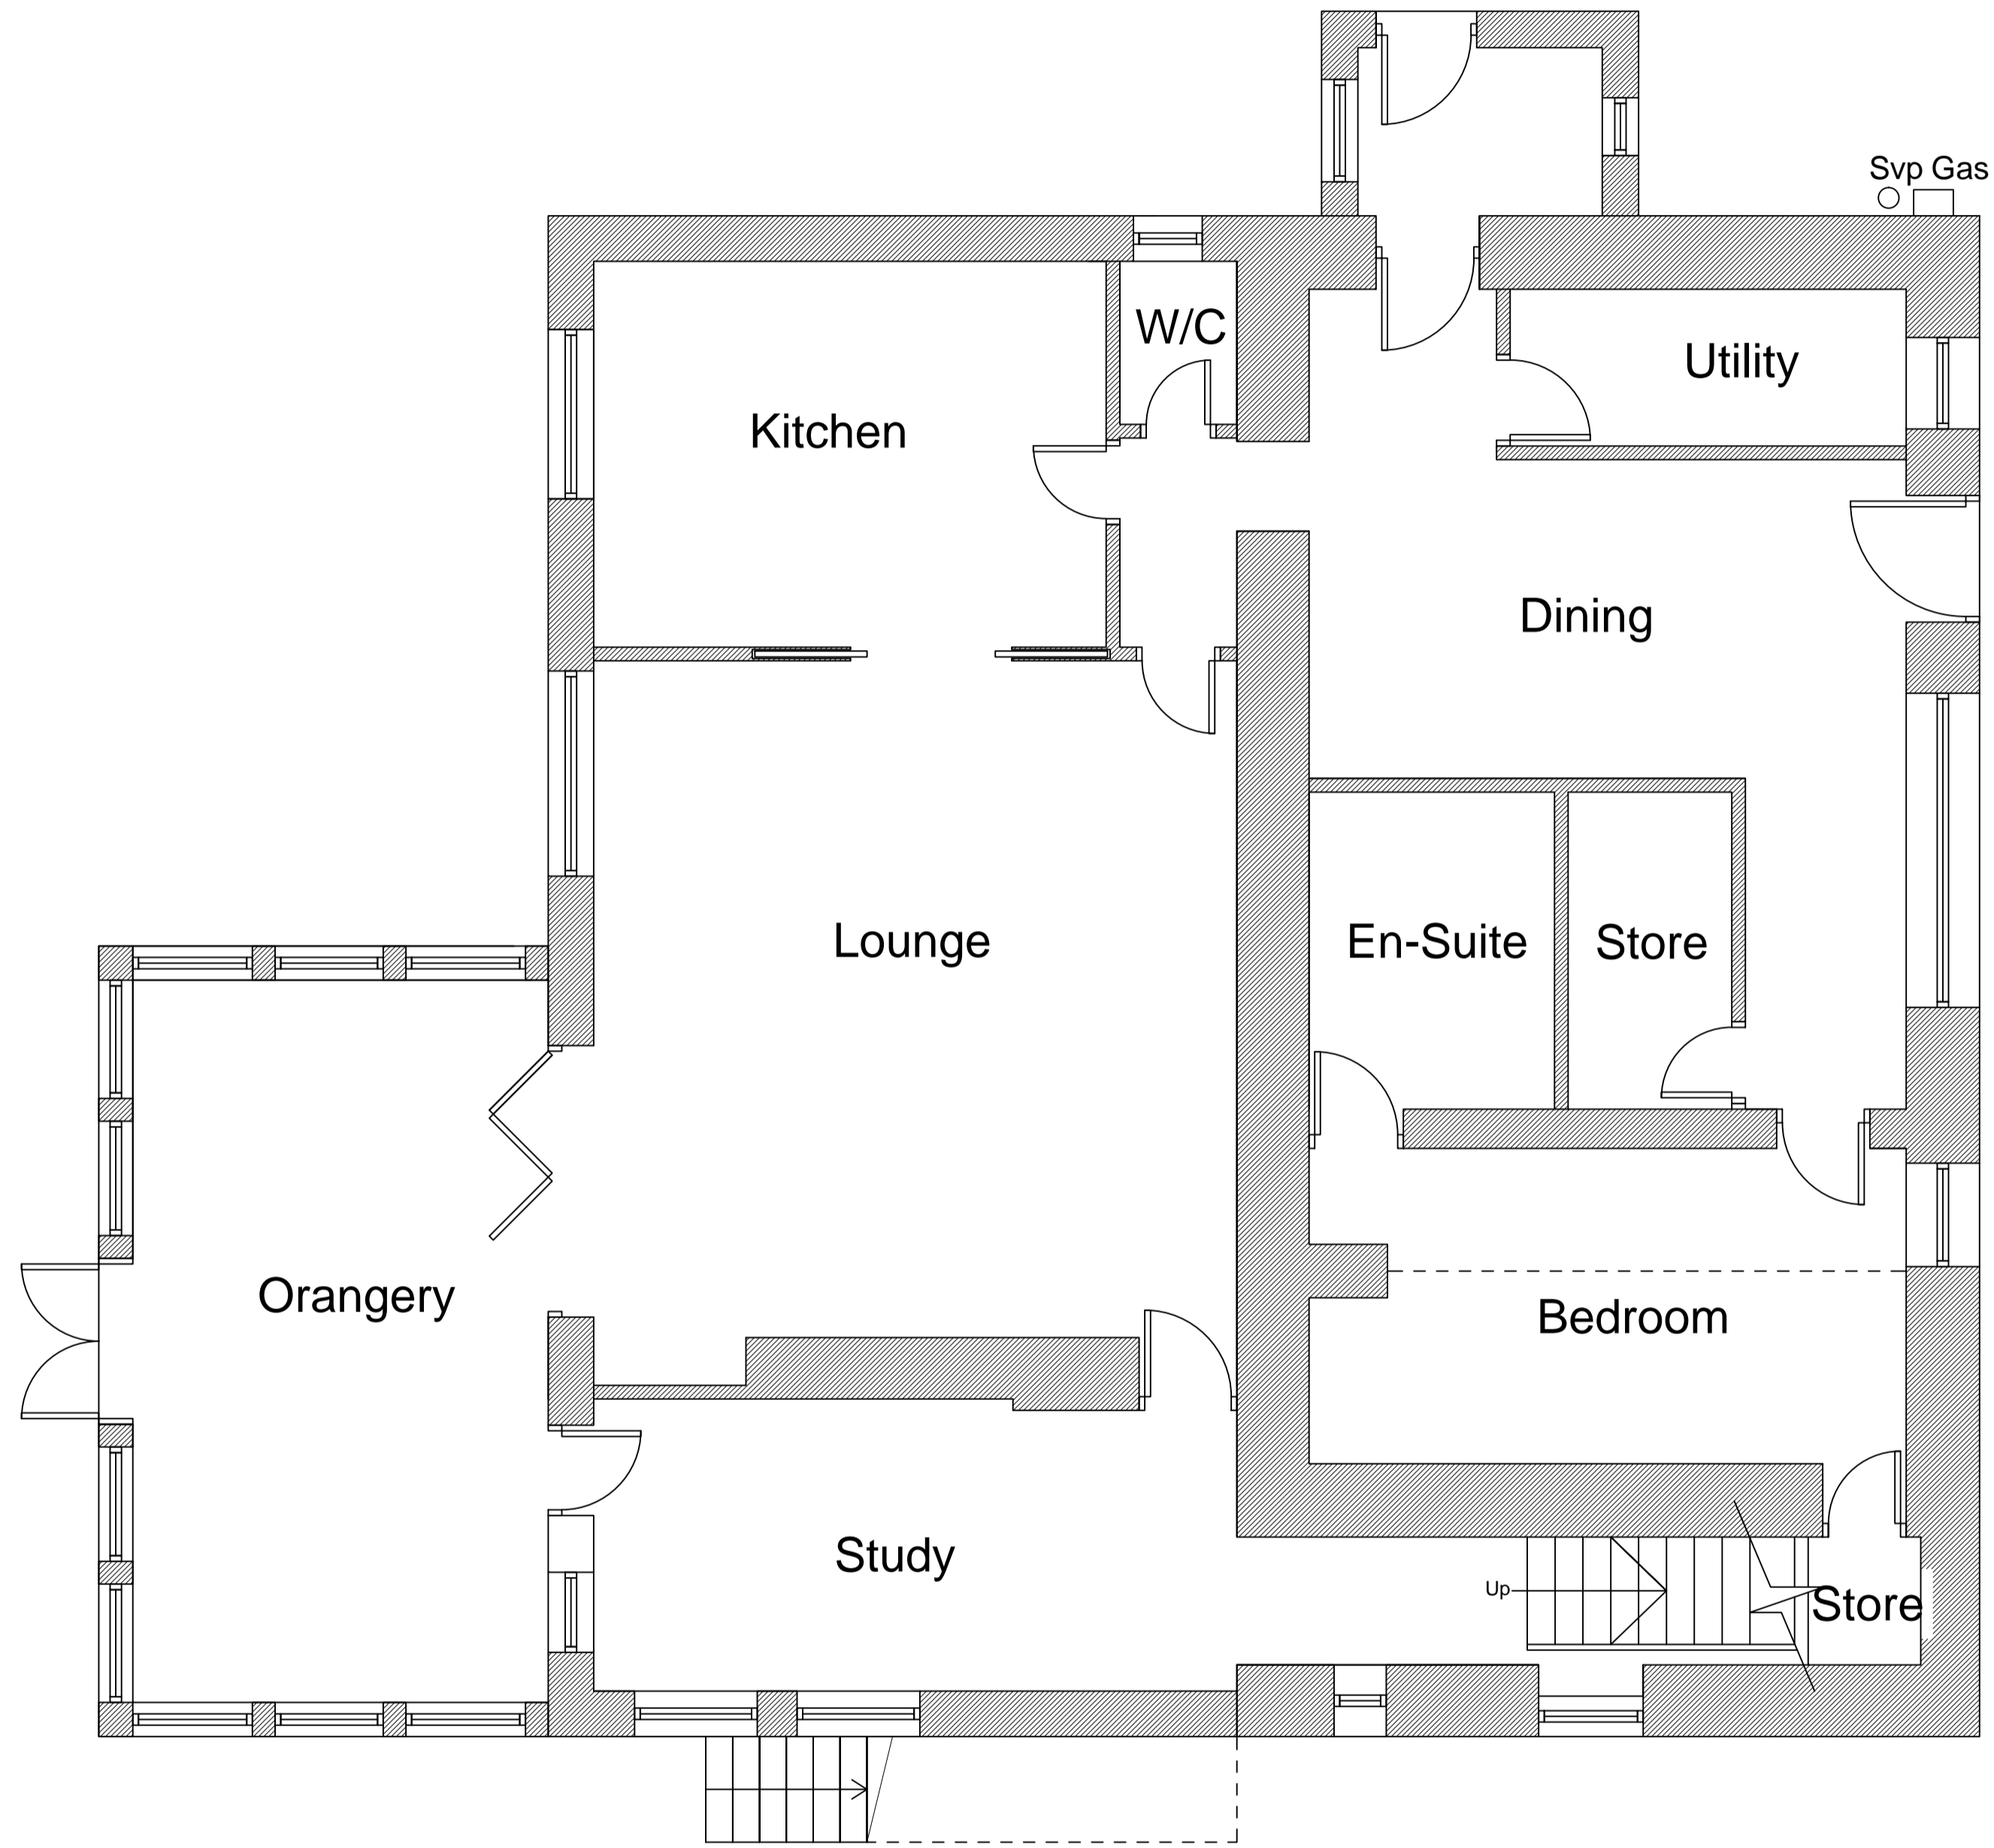 Svp Gas
W/C
Utility
Kitchen
Dining
Lounge
En-Suite
Store
Orangery
Bedroom
Study
Up
Store